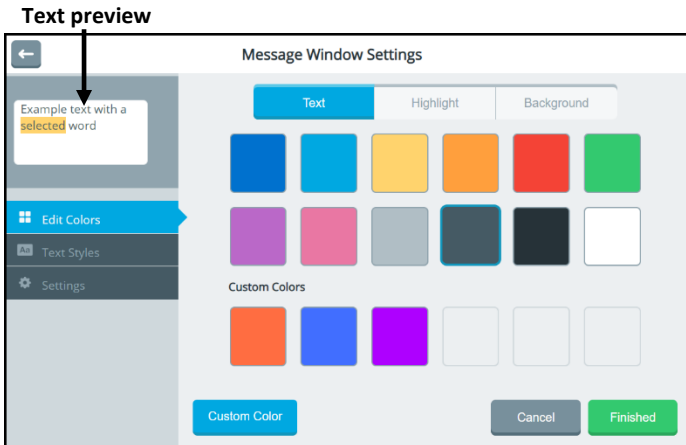 Text preview
Message Window Settings
Example text with a
selected word
Text
Highlight
Background
Edit Colors
Aa
Text Styles
Settings
Custom Colors
Custom Color
Cancel
Finished